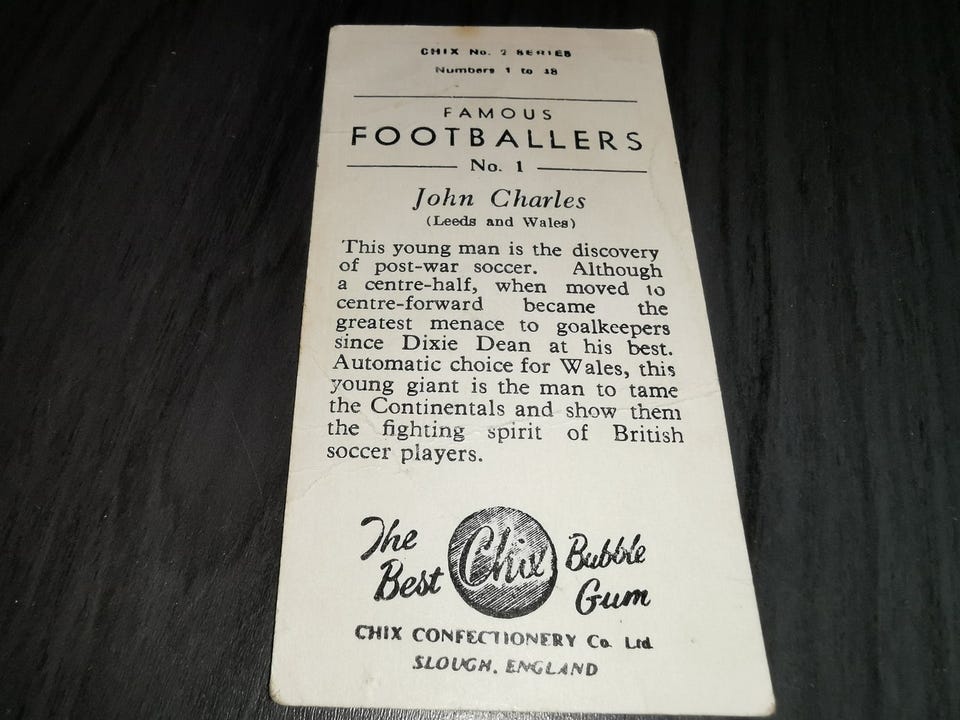 CHIX No. 2 SERIES
Numbers 1 to 48
FAMOUS
FOOTBALLERS
No. 1
John Charles
(Leeds and Wales)
This young man is the discovery
of post-war soccer. Although
a centre-half, when moved to
centre-forward became the
greatest menace to goalkeepers
since Dixie Dean at his best.
Automatic choice for Wales, this
young giant is the man to tame
the Continentals and show them
the fighting spirit of British
soccer players.
The Best Chix Bubble Gum
CHIX CONFECTIONERY Co. Ltd
SLOUGH, ENGLAND